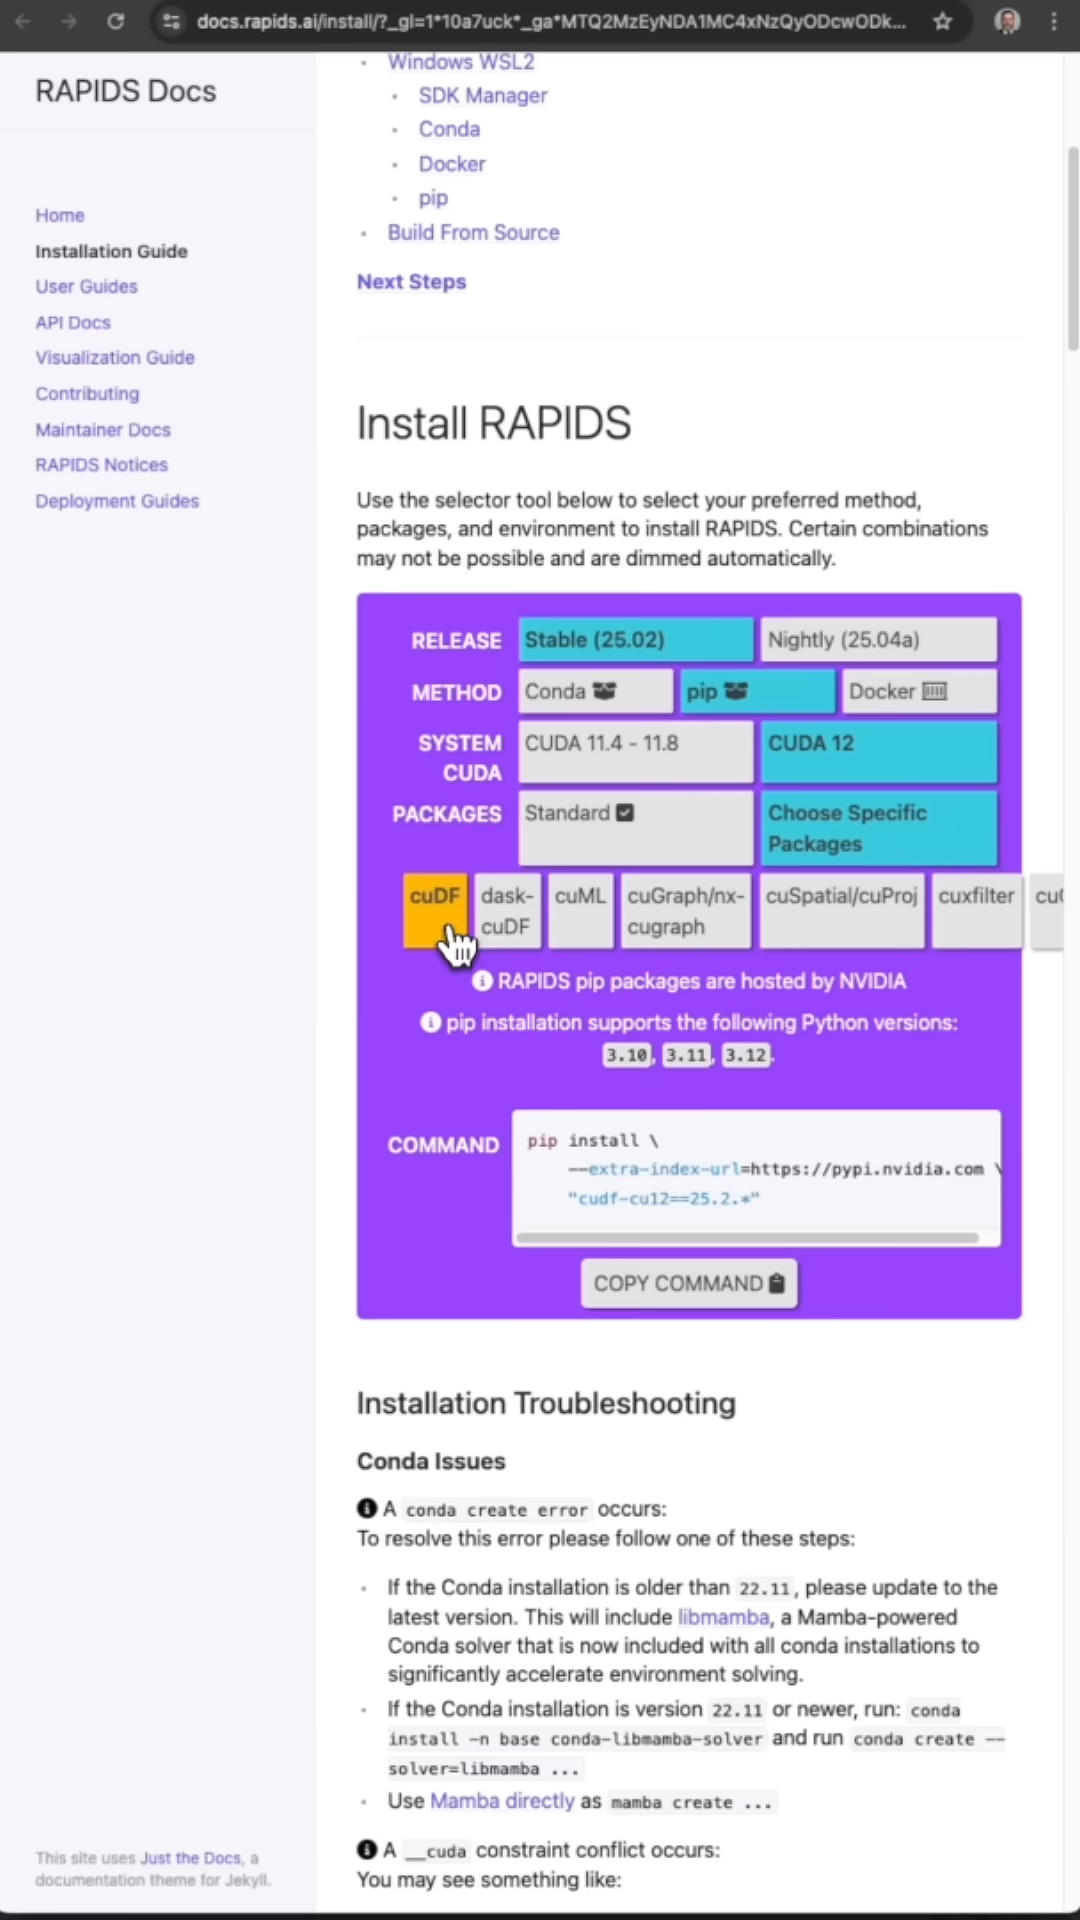 docs.rapids.ai/install/?_gl=1*10a7uck*_ga*MTQ2MzEyNDA1MC4xNzQyODcwODk...
RAPIDS Docs
Home
Installation Guide
User Guides
API Docs
Visualization Guide
Contributing
Maintainer Docs
RAPIDS Notices
Deployment Guides
Windows WSL2
SDK Manager
Conda
Docker
pip
Build From Source
Next Steps
Install RAPIDS
Use the selector tool below to select your preferred method,
packages, and environment to install RAPIDS. Certain combinations
may not be possible and are dimmed automatically.
RELEASE Stable (25.02) Nightly (25.04a)
METHOD Conda pip Docker
SYSTEM CUDA 11.4 - 11.8 CUDA 12
CUDA
PACKAGES Standard Choose Specific
Packages
cuDF dask- cuML cuGraph/nx- cuSpatial/cuProj cuxfilter
cuDF cugraph
RAPIDS pip packages are hosted by NVIDIA
pip installation supports the following Python versions:
3.10, 3.11, 3.12.
COMMAND pip install \
--extra-index-url=https://pypi.nvidia.com \
"cudf-cu12==25.2.*"
COPY COMMAND
Installation Troubleshooting
Conda Issues
A conda create error occurs:
To resolve this error please follow one of these steps:
If the Conda installation is older than 22.11, please update to the
latest version. This will include libmamba, a Mamba-powered
Conda solver that is now included with all conda installations to
significantly accelerate environment solving.
If the Conda installation is version 22.11 or newer, run: conda
install -n base conda-libmamba-solver and run conda create --
solver=libmamba ...
Use Mamba directly as mamba create ...
A __cuda constraint conflict occurs:
You may see something like:
This site uses Just the Docs, a
documentation theme for Jekyll.